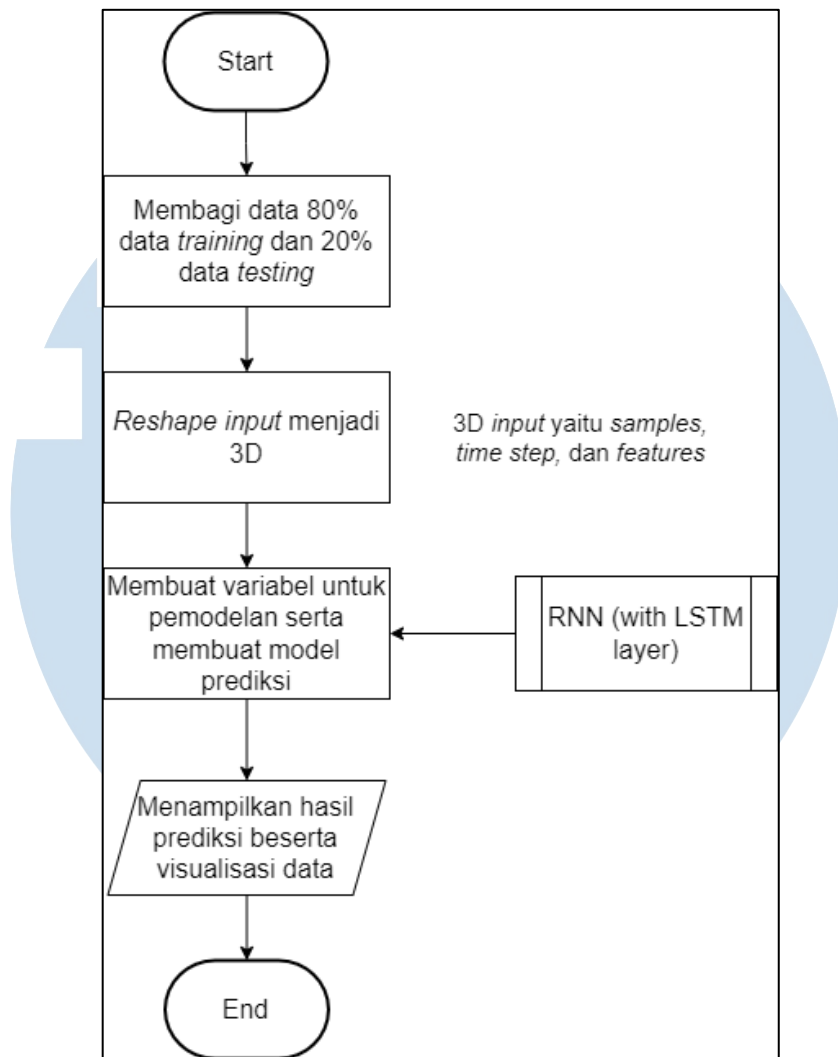 Start
Membagi data 80%
data training dan 20%
data testing
Reshape input menjadi
3D
3D input yaitu samples,
time step, dan features
Membuat variabel untuk
pemodelan serta
membuat model
prediksi
RNN (with LSTM
layer)
Menampilkan hasil
prediksi beserta
visualisasi data
End